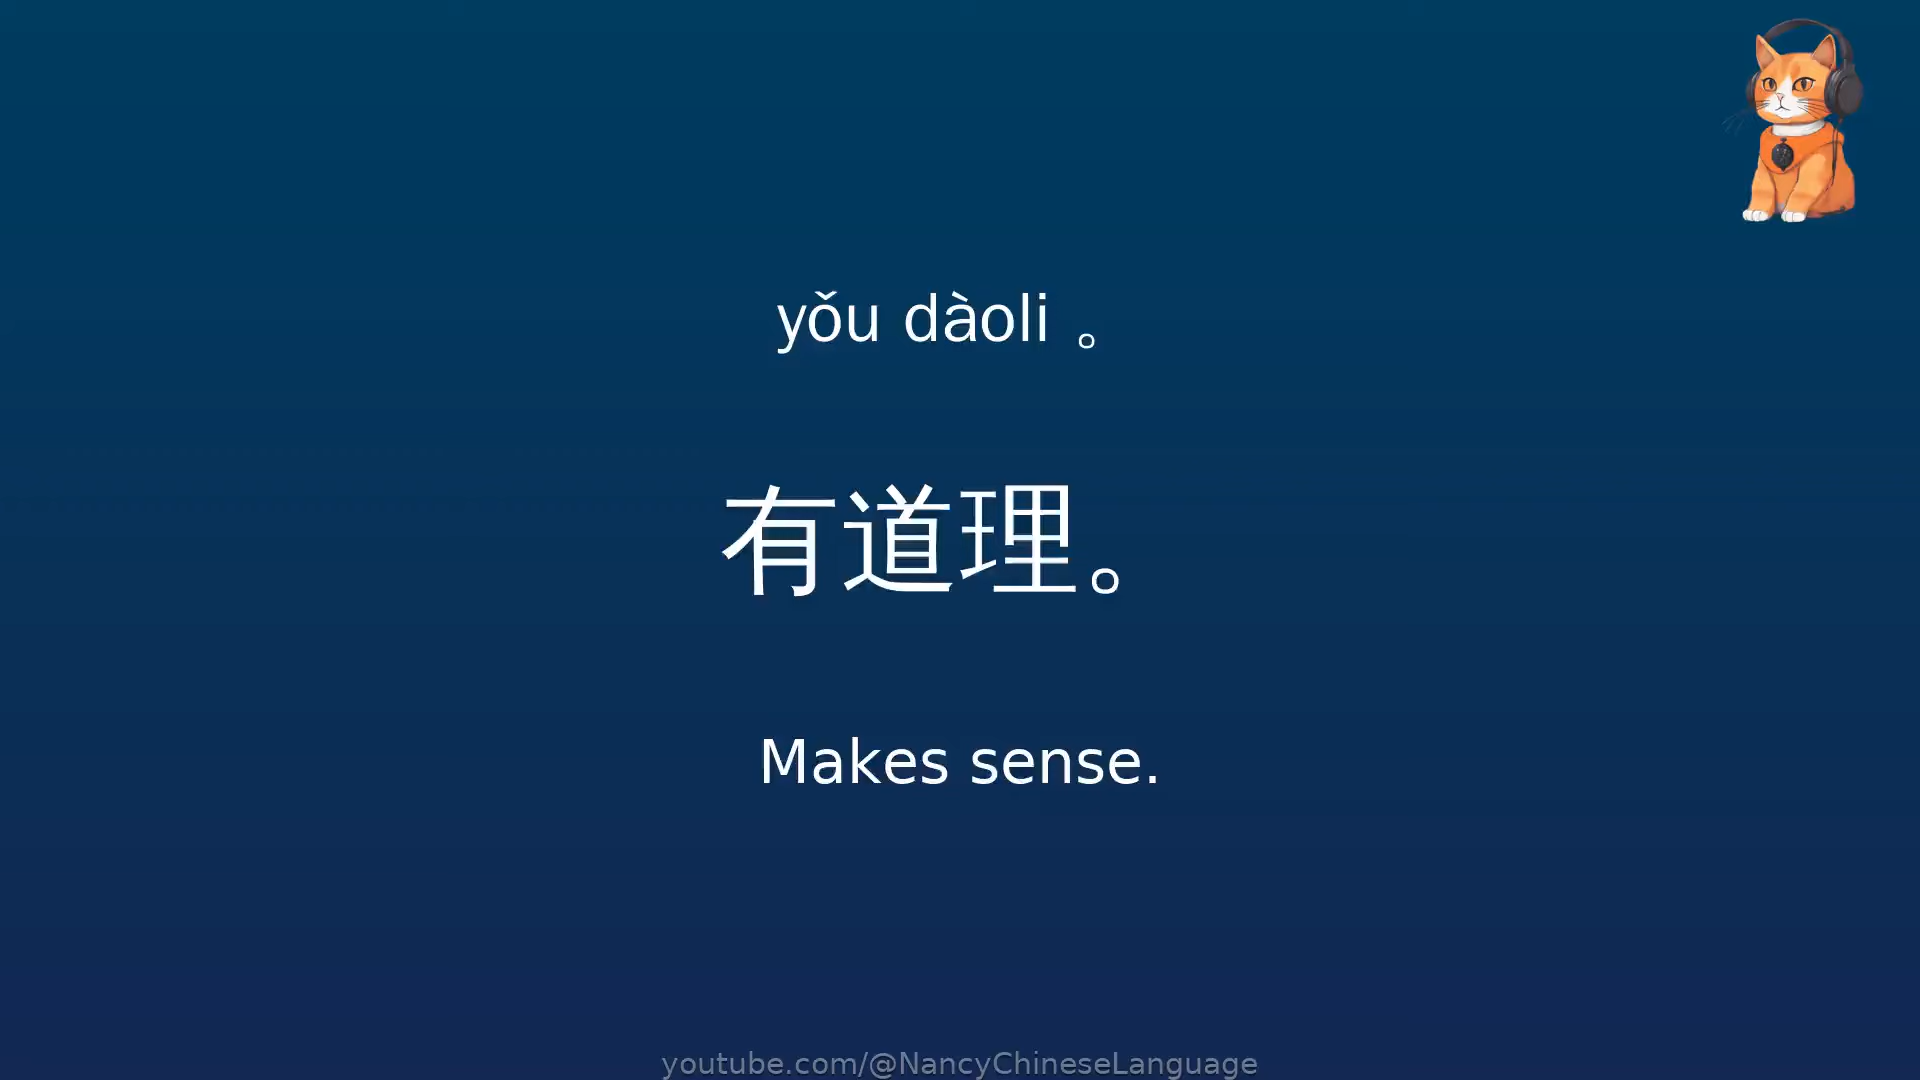 yǒu dàoli 。
有道理。
Makes sense.
youtube.com/@NancyChineseLanguage